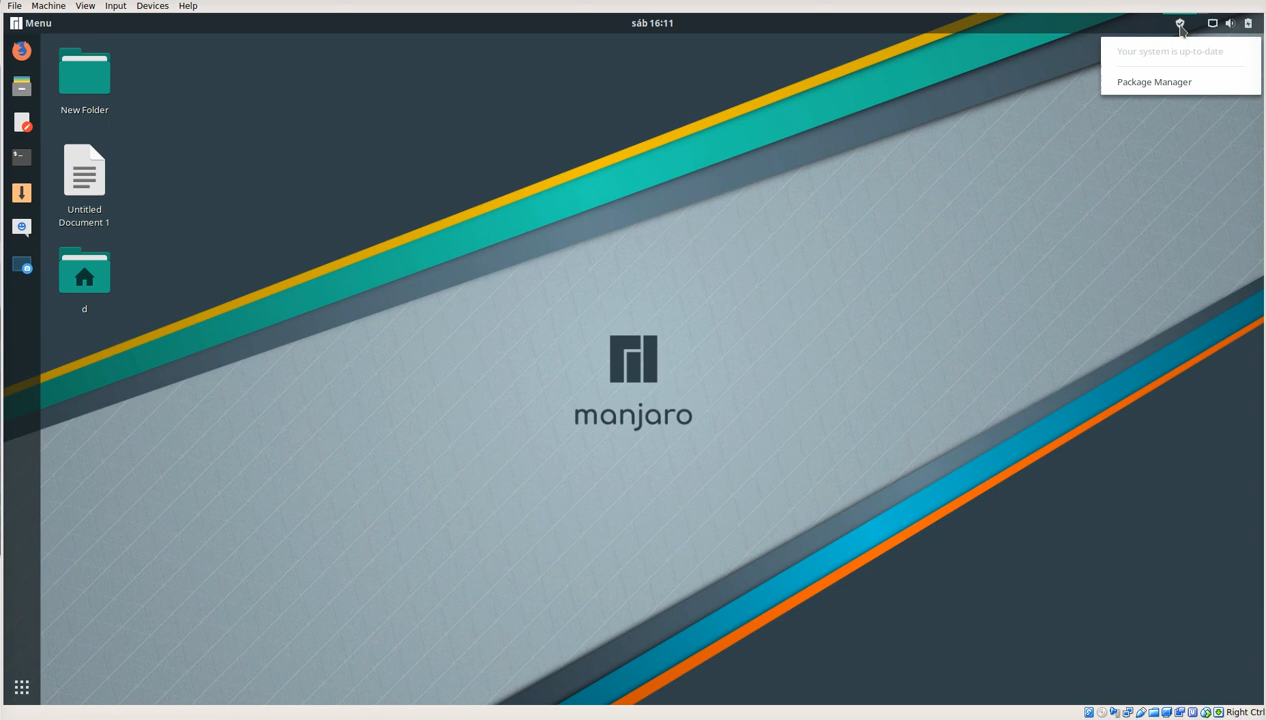 File Machine View Input Devices Help
Menu
sáb 16:11
Your system is up-to-date
Package Manager
New Folder
Untitled
Document 1
d
manjaro
Right Ctrl